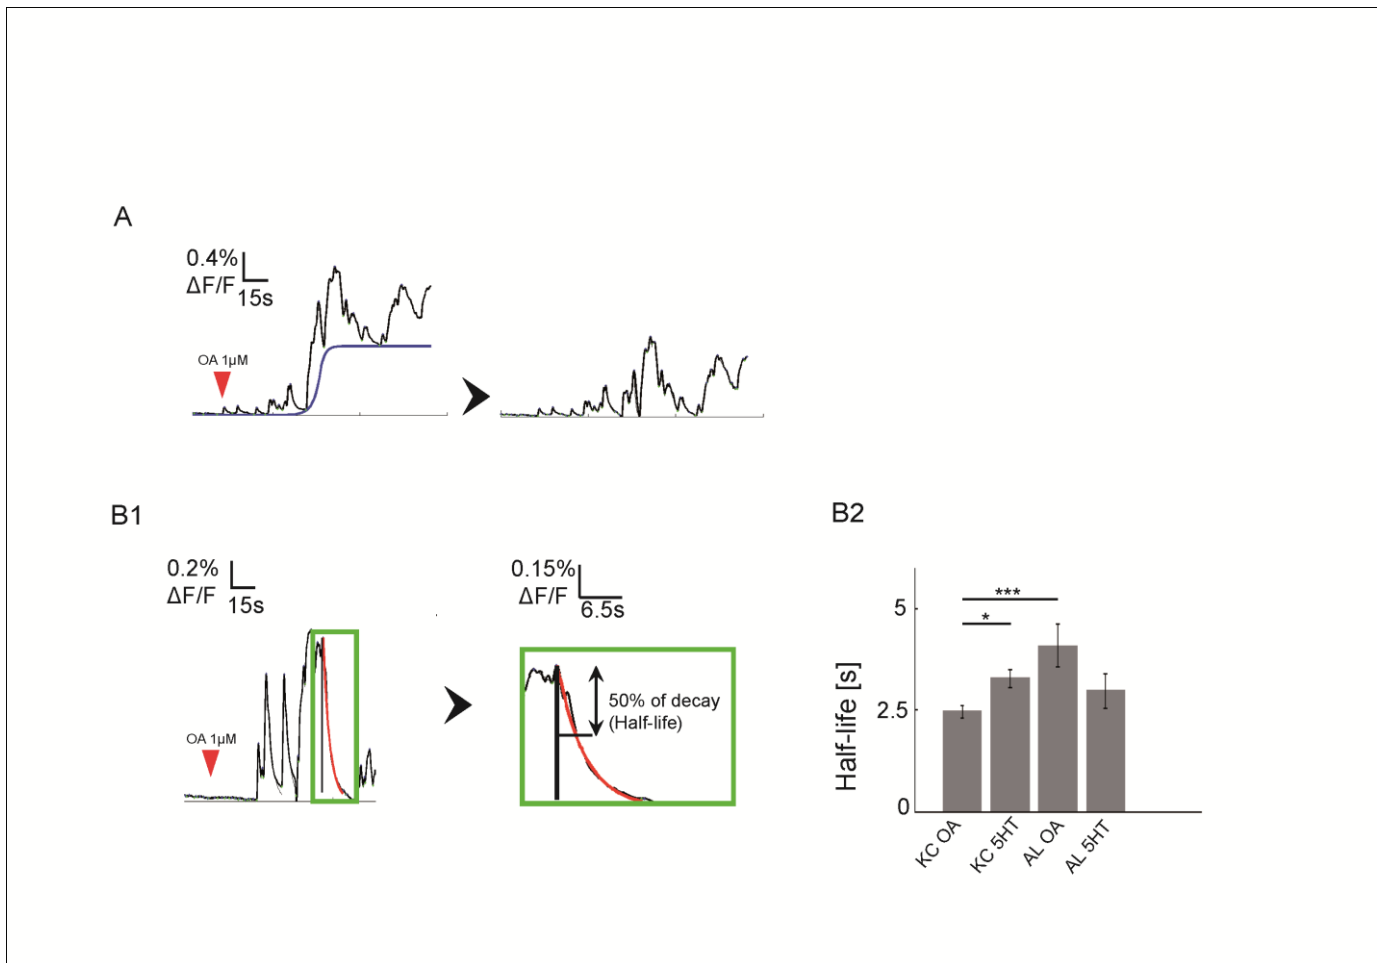 A
0.4%
ΔF/F
15s
OA 1µM
B1
0.2%
ΔF/F
15s
OA 1µM
0.15%
ΔF/F
6.5s
50% of decay
(Half-life)
B2
Half-life [s]
5
2.5
0
***
*
KC OA
KC 5HT
AL OA
AL 5HT